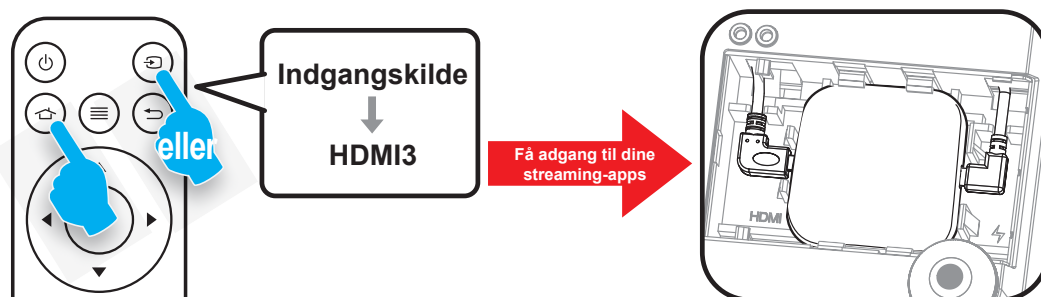 eller
Indgangskilde
HDMI3
Få adgang til dine
streaming-apps
HDMI